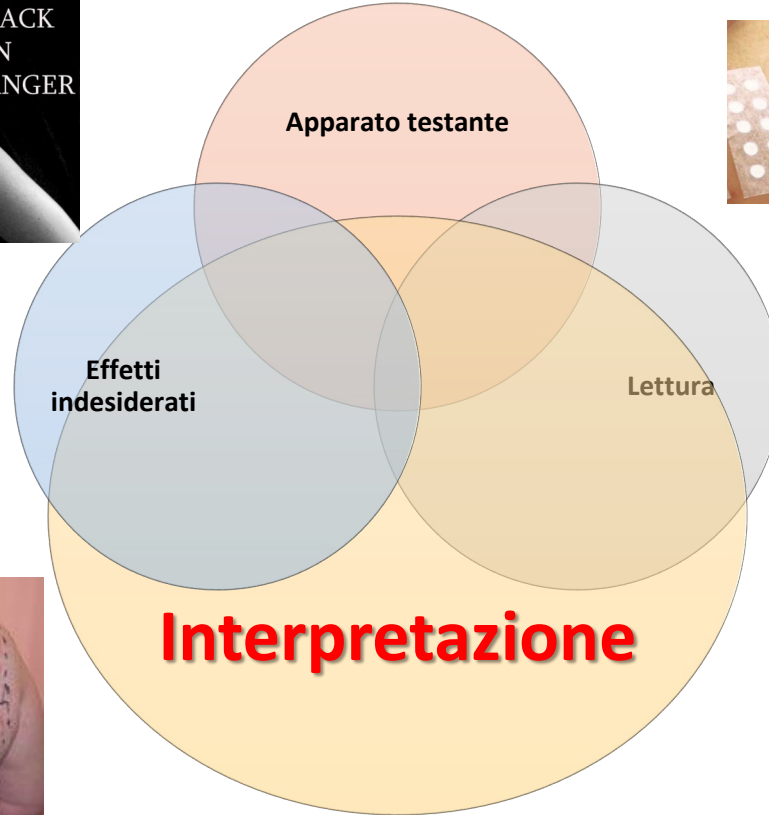 ACK
N
NGER
Apparato testante
Effetti
indesiderati
Lettura
Interpretazione